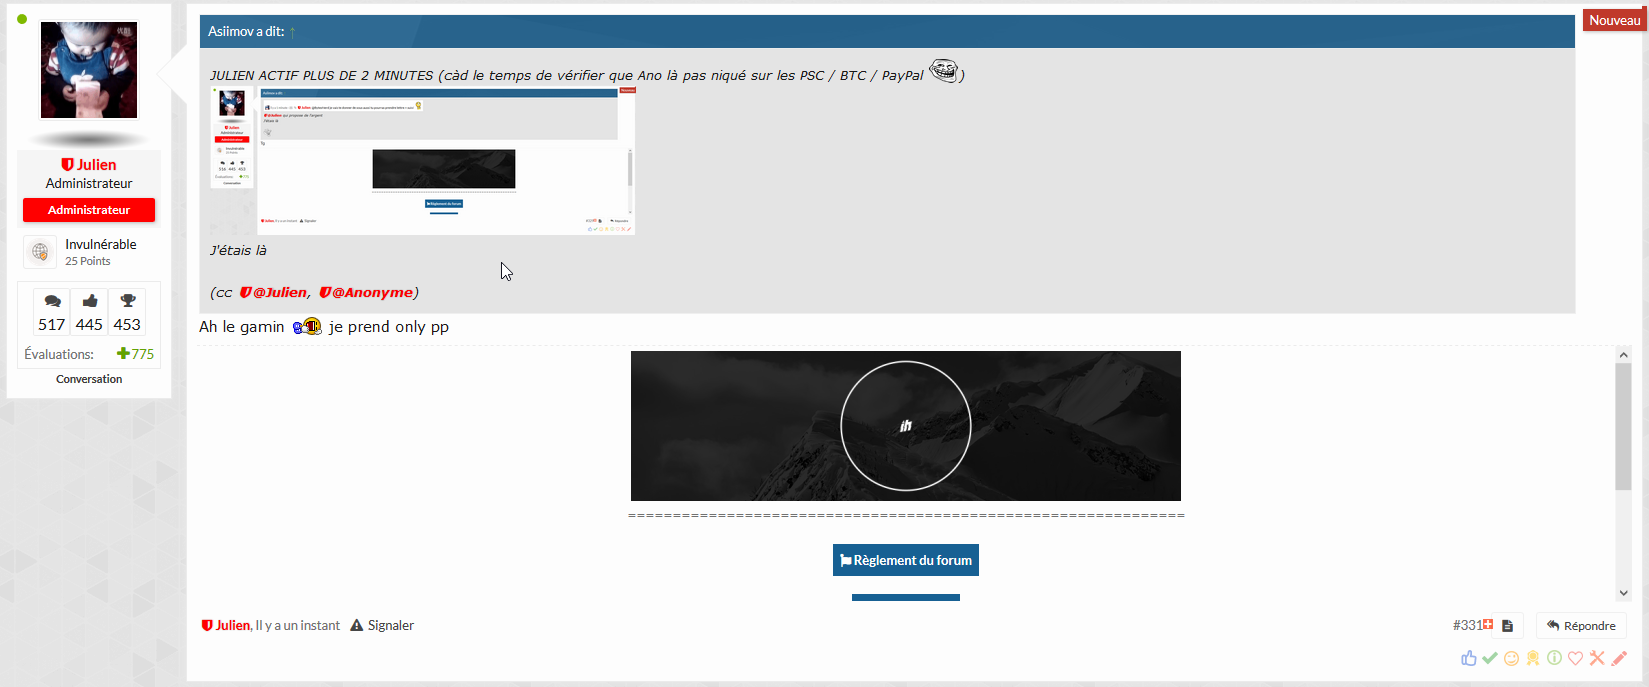 Julien
Administrateur
Administrateur
Invulnérable
25 Points
517 445 453
Évaluations: 775
Conversation
Nouveau
Asiimov a dit: ↑
JULIEN ACTIF PLUS DE 2 MINUTES (càd le temps de vérifier que Ano là pas niqué sur les PSC / BTC / PayPal )
J'étais là
(cc @Julien, @Anonyme)
Ah le gamin je prend only pp
ih
==============================================================
Règlement du forum
Julien, Il y a un instant Signaler
#331 Répondre